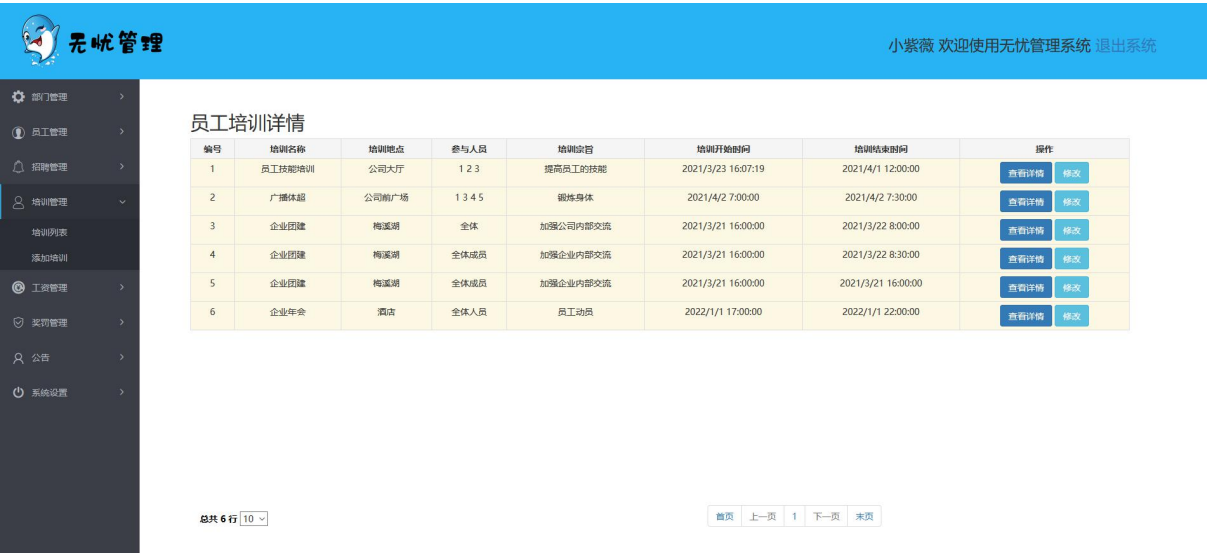 无忧管理
小紫薇 欢迎使用无忧管理系统 退出系统
部门管理
员工管理
招聘管理
培训管理
培训列表
添加培训
工资管理
奖罚管理
公告
系统设置
员工培训详情
编号 培训名称 培训地点 参与人员 培训宗旨 培训开始时间 培训结束时间 操作
1 员工技能培训 公司大厅 1 2 3 提高员工的技能 2021/3/23 16:07:19 2021/4/1 12:00:00 查看详情 修改
2 广播体超 公司前广场 1 3 4 5 锻炼身体 2021/4/2 7:00:00 2021/4/2 7:30:00 查看详情 修改
3 企业团建 梅溪湖 全体 加强公司内部交流 2021/3/21 16:00:00 2021/3/22 8:00:00 查看详情 修改
4 企业团建 梅溪湖 全体成员 加强企业内部交流 2021/3/21 16:00:00 2021/3/22 8:30:00 查看详情 修改
5 企业团建 梅溪湖 全体成员 加强企业内部交流 2021/3/21 16:00:00 2021/3/21 16:00:00 查看详情 修改
6 企业年会 酒店 全体人员 员工动员 2022/1/1 17:00:00 2022/1/1 22:00:00 查看详情 修改
总共 6 行 10
首页 上一页 1 下一页 末页